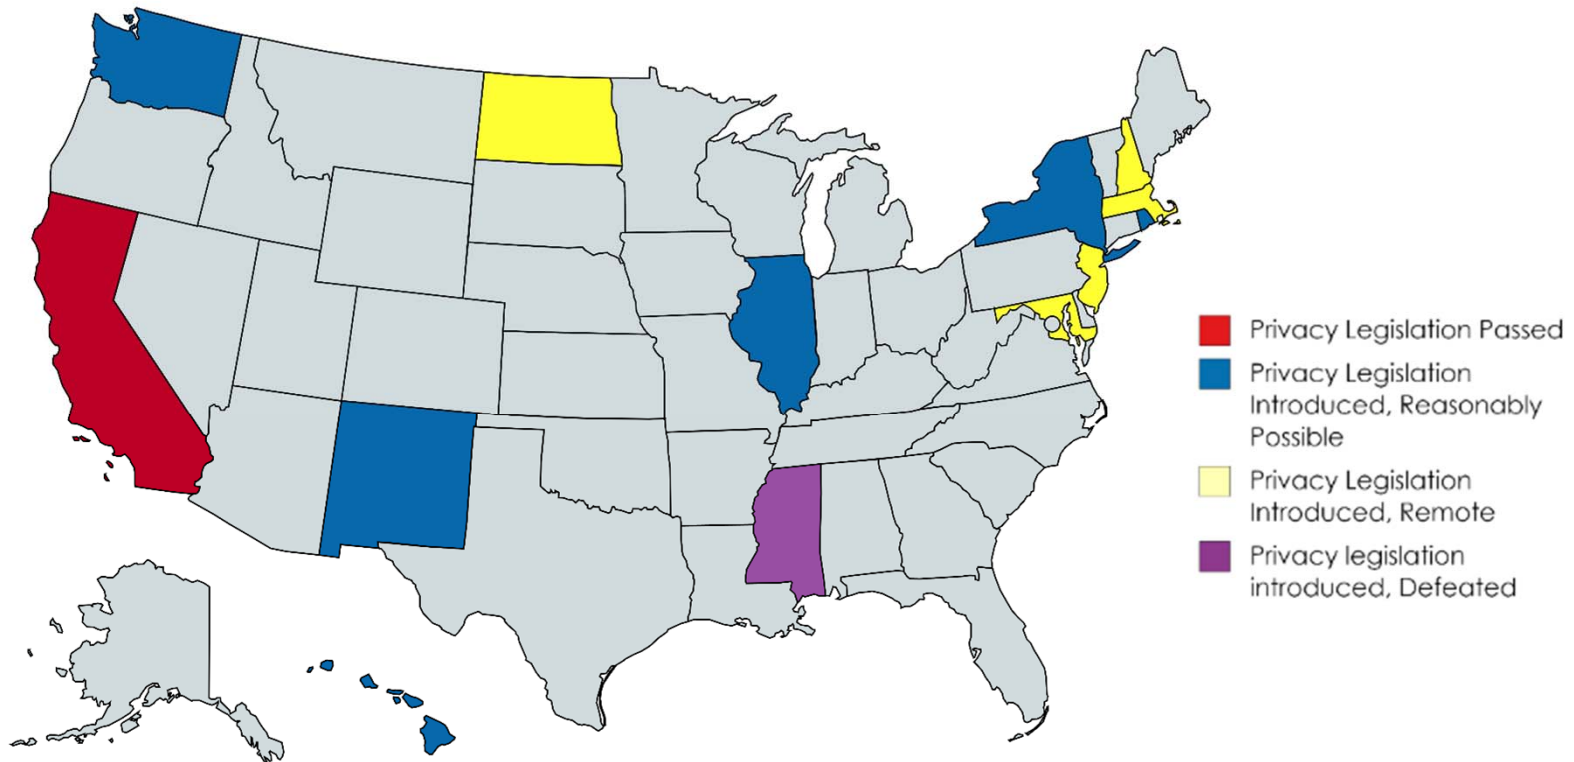 Privacy Legislation Passed
Privacy Legislation
Introduced, Reasonably
Possible
Privacy Legislation
Introduced, Remote
Privacy legislation
introduced, Defeated